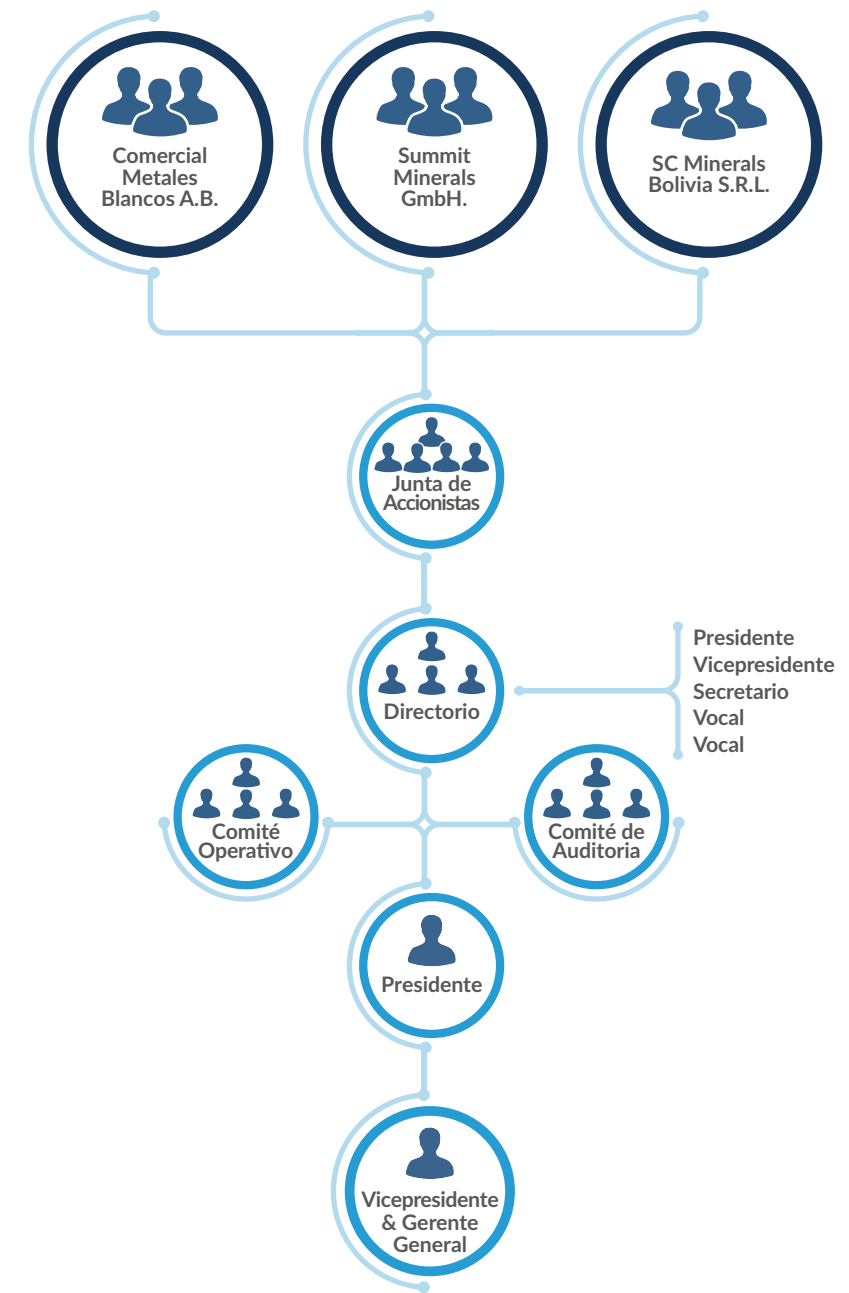 Comercial
Metales
Blancos A.B.
Summit
Minerals
GmbH.
SC Minerals
Bolivia S.R.L.
Junta de
Accionistas
Directorio
Presidente
Vicepresidente
Secretario
Vocal
Vocal
Comité
Operativo
Comité de
Auditoria
Presidente
Vicepresidente
& Gerente
General